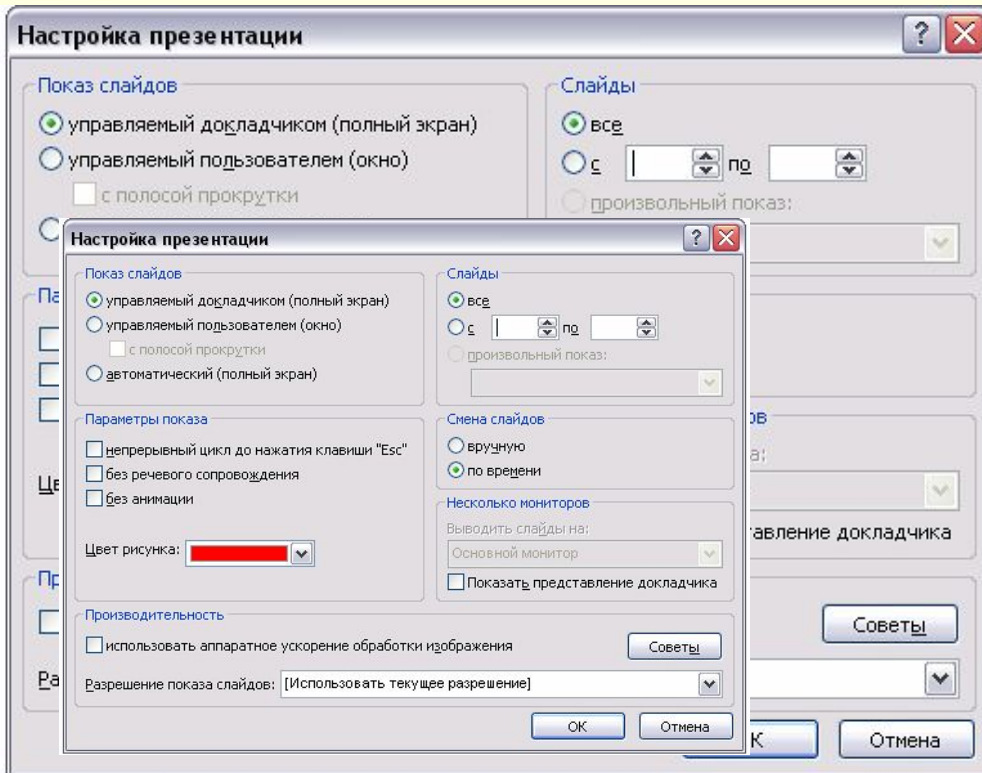 Настройка презентации
Показ слайдов
управляемый докладчиком (полный экран)
управляемый пользователем (окно)
с полосой прокрутки
Слайды
все
с по
произвольный показ:
Советы
Отмена
Настройка презентации
Показ слайдов
управляемый докладчиком (полный экран)
управляемый пользователем (окно)
с полосой прокрутки
автоматический (полный экран)
Слайды
все
с по
произвольный показ:
Параметры показа
непрерывный цикл до нажатия клавиши "Esc"
без речевого сопровождения
без анимации
Цвет рисунка:
Смена слайдов
вручную
по времени
Несколько мониторов
Выводить слайды на:
Основной монитор
Показать представление докладчика
Производительность
использовать аппаратное ускорение обработки изображения
Советы
Разрешение показа слайдов: [Использовать текущее разрешение]
ОК Отмена
докладчика